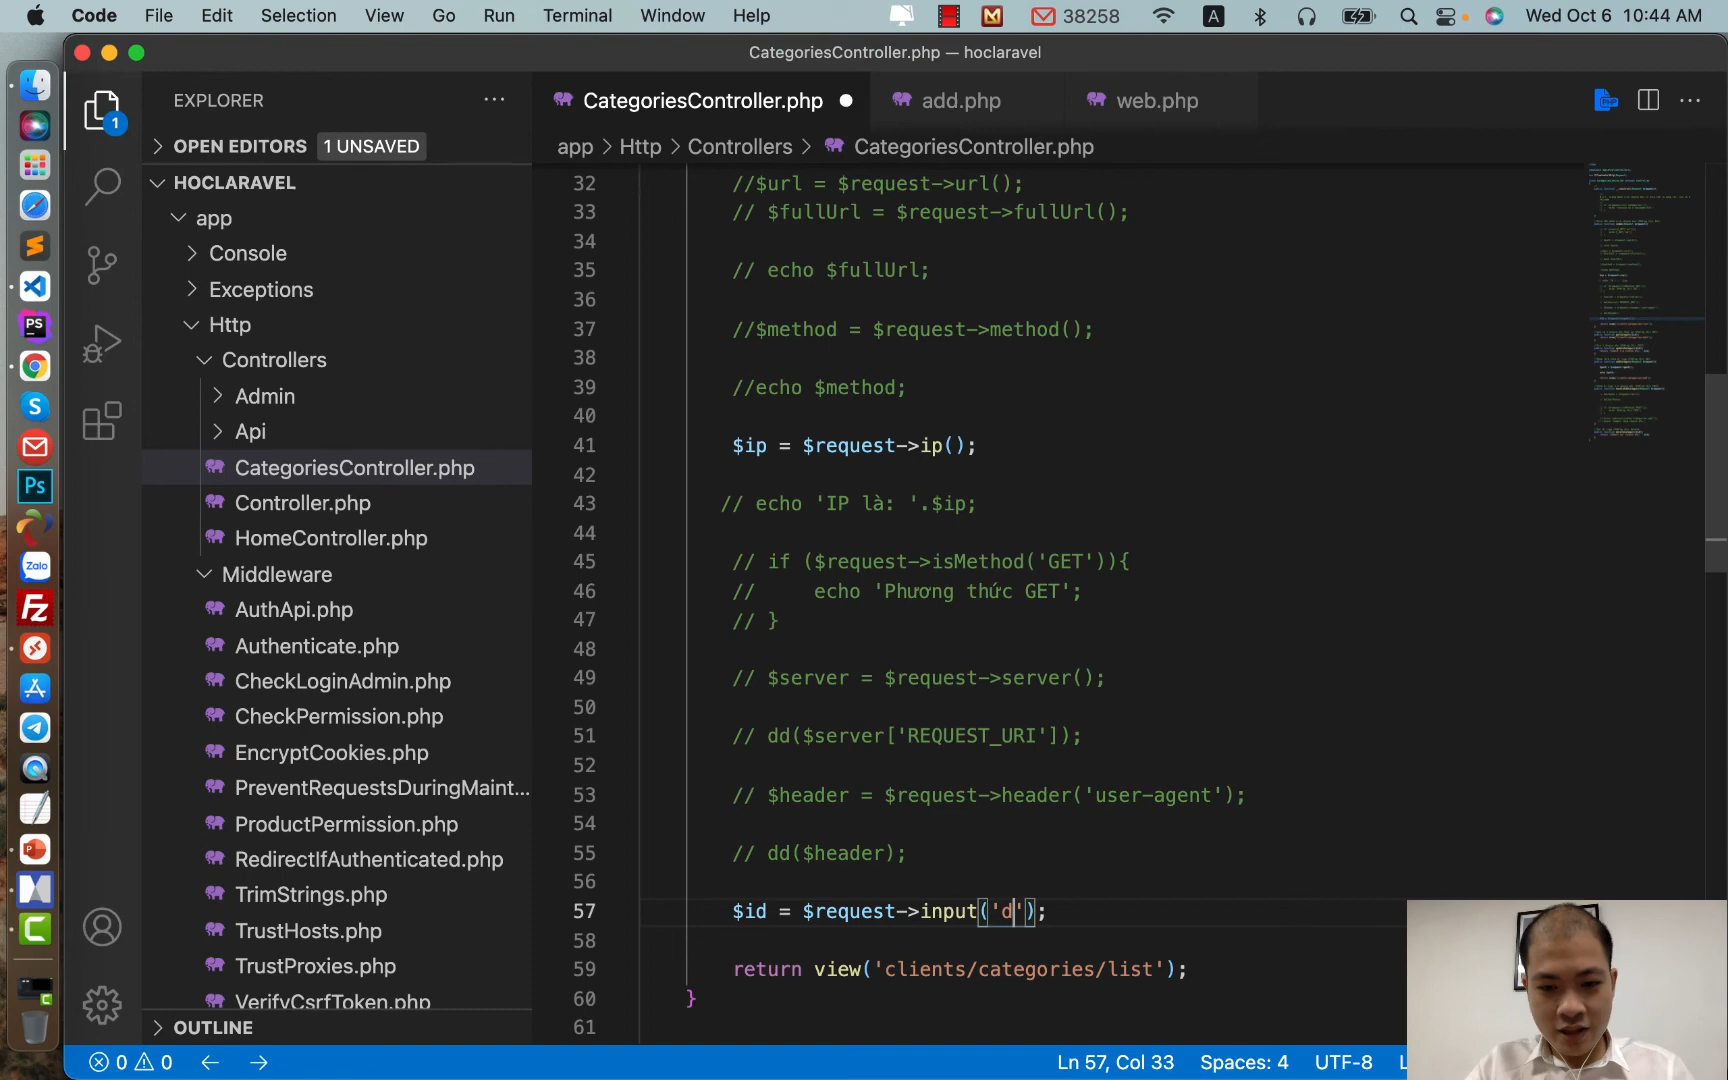 Code File Edit Selection View Go Run Terminal Window Help 38258 A Wed Oct 6 10:44 AM
CategoriesController.php — hoclaravel
EXPLORER
CategoriesController.php add.php web.php
OPEN EDITORS 1 UNSAVED
app > Http > Controllers > CategoriesController.php
HOCLARAVEL
app
Console
Exceptions
Http
Controllers
Admin
Api
CategoriesController.php
Controller.php
HomeController.php
Middleware
AuthApi.php
Authenticate.php
CheckLoginAdmin.php
CheckPermission.php
EncryptCookies.php
PreventRequestsDuringMaint...
ProductPermission.php
RedirectIfAuthenticated.php
TrimStrings.php
TrustHosts.php
TrustProxies.php
VerifyCsrfToken.php
OUTLINE
32 //$url = $request->url();
33 // $fullUrl = $request->fullUrl();
34
35 // echo $fullUrl;
36
37 //$method = $request->method();
38
39 //echo $method;
40
41 $ip = $request->ip();
42
43 // echo 'IP là: '.$ip;
44
45 // if ($request->isMethod('GET')){
46 // echo 'Phương thức GET';
47 // }
48
49 // $server = $request->server();
50
51 // dd($server['REQUEST_URI']);
52
53 // $header = $request->header('user-agent');
54
55 // dd($header);
56
57 $id = $request->input('d');
58
59 return view('clients/categories/list');
60 }
61
1
PS
S
Ps
Zalo
FZ
PHP
0 0 Ln 57, Col 33 Spaces: 4 UTF-8 L